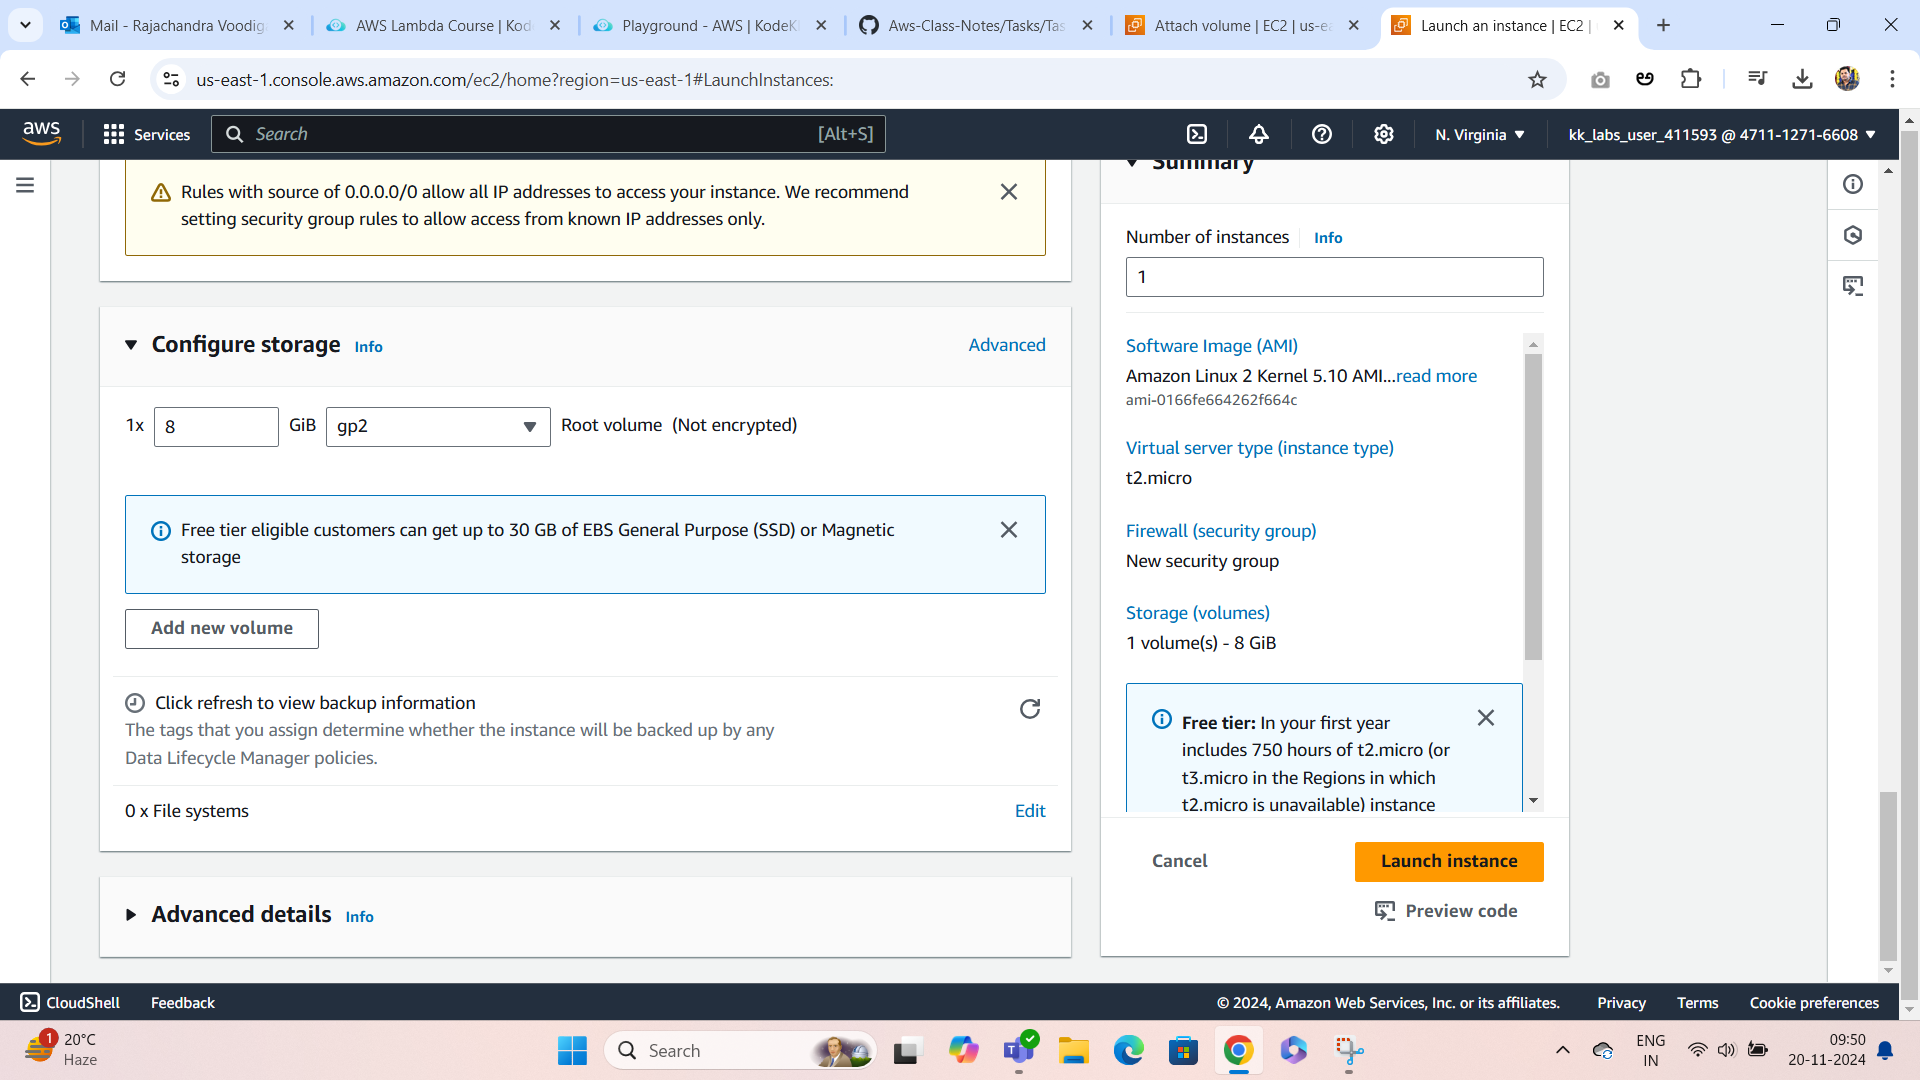 Mail - Rajachandra Voodig
AWS Lambda Course | Kod
Playground - AWS | KodeK
Aws-Class-Notes/Tasks/Tas
Attach volume | EC2 | us-ea
Launch an instance | EC2 |
us-east-1.console.aws.amazon.com/ec2/home?region=us-east-1#LaunchInstances:
aws
Services
Search
[Alt+S]
N. Virginia
kk_labs_user_411593 @ 4711-1271-6608
Rules with source of 0.0.0.0/0 allow all IP addresses to access your instance. We recommend
setting security group rules to allow access from known IP addresses only.
Configure storage
Info
Advanced
1x
8
GiB
gp2
Root volume (Not encrypted)
Free tier eligible customers can get up to 30 GB of EBS General Purpose (SSD) or Magnetic
storage
Add new volume
Click refresh to view backup information
The tags that you assign determine whether the instance will be backed up by any
Data Lifecycle Manager policies.
0 x File systems
Edit
Advanced details
Info
Summary
Number of instances
Info
1
Software Image (AMI)
Amazon Linux 2 Kernel 5.10 AMI...read more
ami-0166fe664262f664c
Virtual server type (instance type)
t2.micro
Firewall (security group)
New security group
Storage (volumes)
1 volume(s) - 8 GiB
Free tier: In your first year
includes 750 hours of t2.micro (or
t3.micro in the Regions in which
t2.micro is unavailable) instance
Cancel
Launch instance
Preview code
CloudShell
Feedback
© 2024, Amazon Web Services, Inc. or its affiliates.
Privacy
Terms
Cookie preferences
1
20°C
Haze
Search
ENG
IN
09:50
20-11-2024